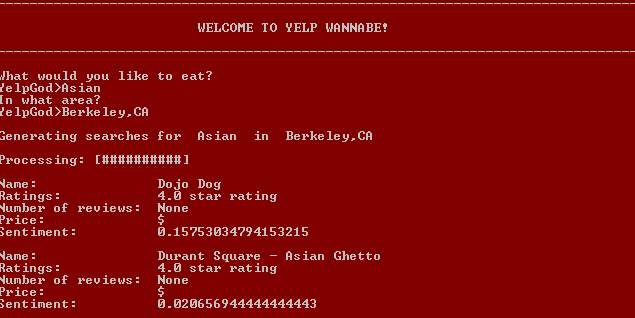 WELCOME TO YELP WANNABE!
What would you like to eat?
YelpGod>Asian
In what area?
YelpGod>Berkeley,CA
Generating searches for  Asian  in  Berkeley,CA
Processing: [##########]
Name:               Dojo Dog
Ratings:            4.0 star rating
Number of reviews:  None
Price:              $
Sentiment:          0.15753034794153215
Name:               Durant Square - Asian Ghetto
Ratings:            4.0 star rating
Number of reviews:  None
Price:              $
Sentiment:          0.020656944444444443